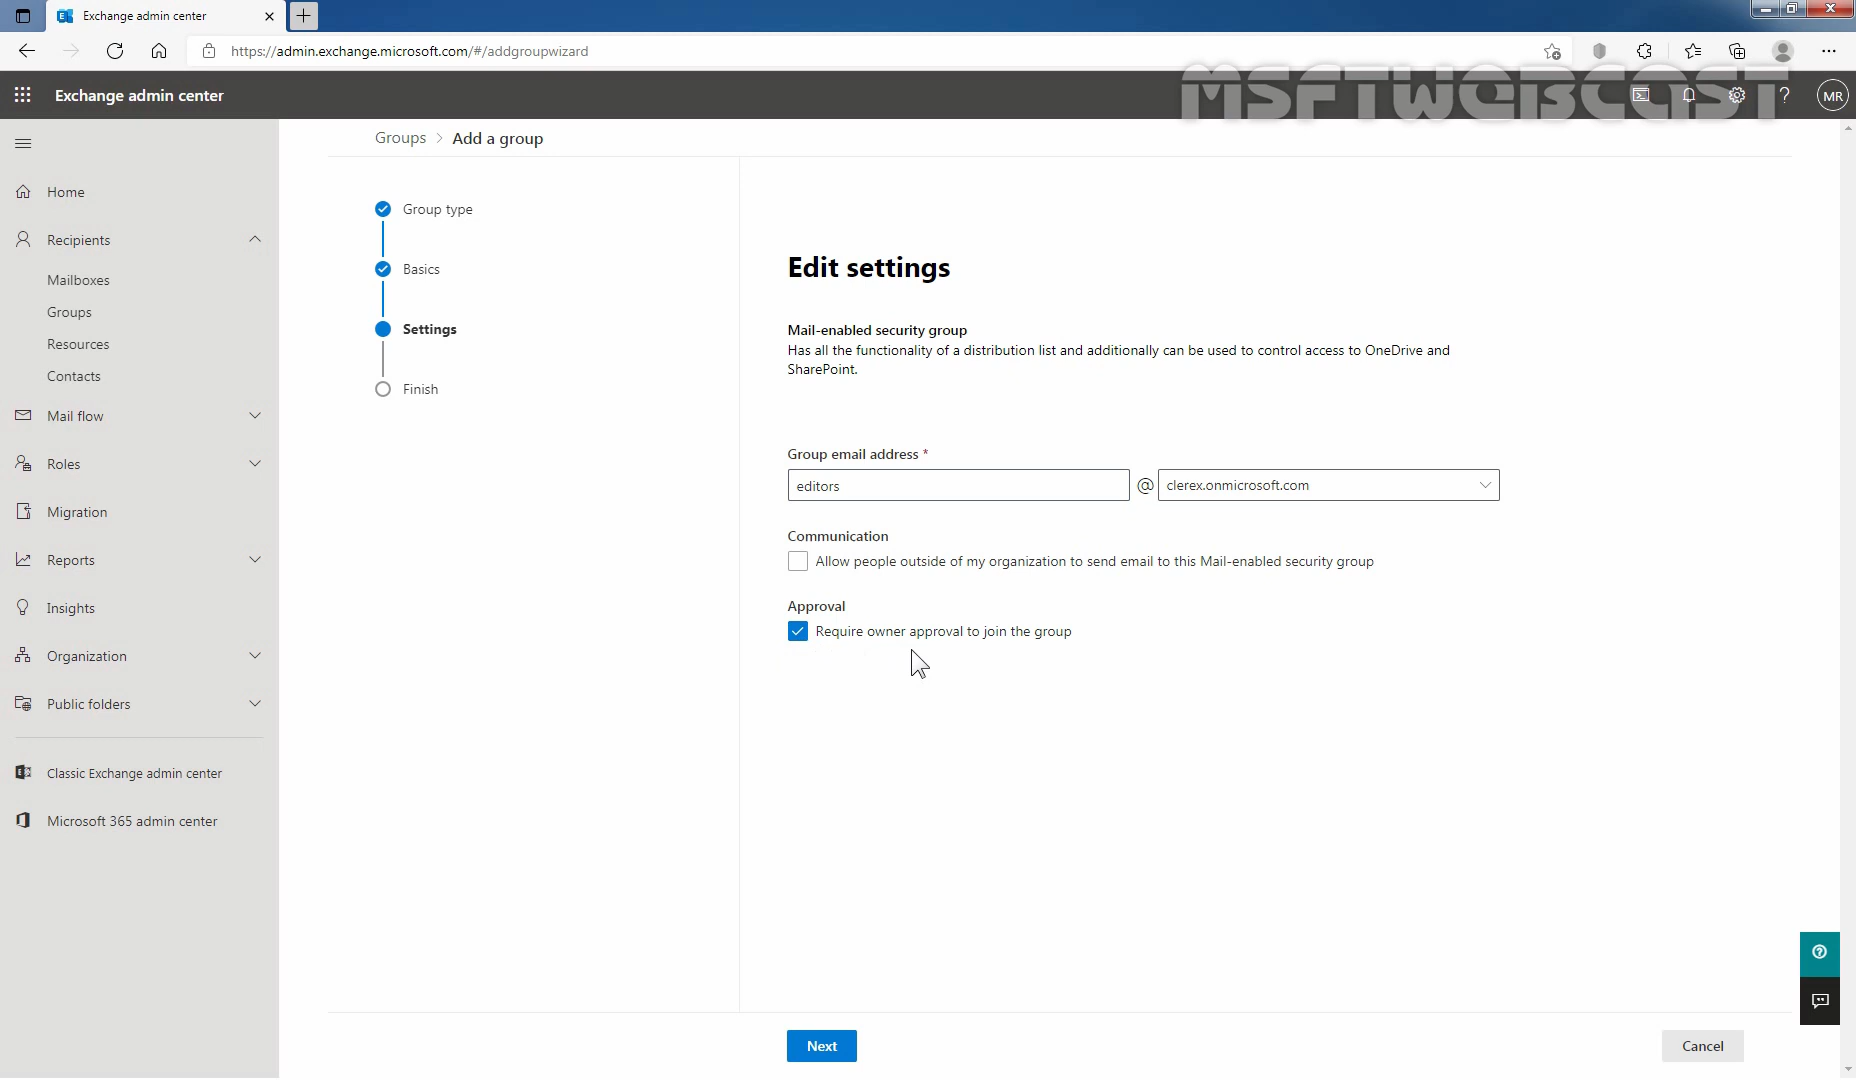 Exchange admin center
https://admin.exchange.microsoft.com/#/addgroupwizard
MSFTWEBCAST
Exchange admin center
MR
Groups > Add a group
Home
Recipients
Mailboxes
Groups
Resources
Contacts
Mail flow
Roles
Migration
Reports
Insights
Organization
Public folders
Classic Exchange admin center
Microsoft 365 admin center
Group type
Basics
Settings
Finish
Edit settings
Mail-enabled security group
Has all the functionality of a distribution list and additionally can be used to control access to OneDrive and
SharePoint.
Group email address *
editors @ clerex.onmicrosoft.com
Communication
Allow people outside of my organization to send email to this Mail-enabled security group
Approval
Require owner approval to join the group
Next
Cancel